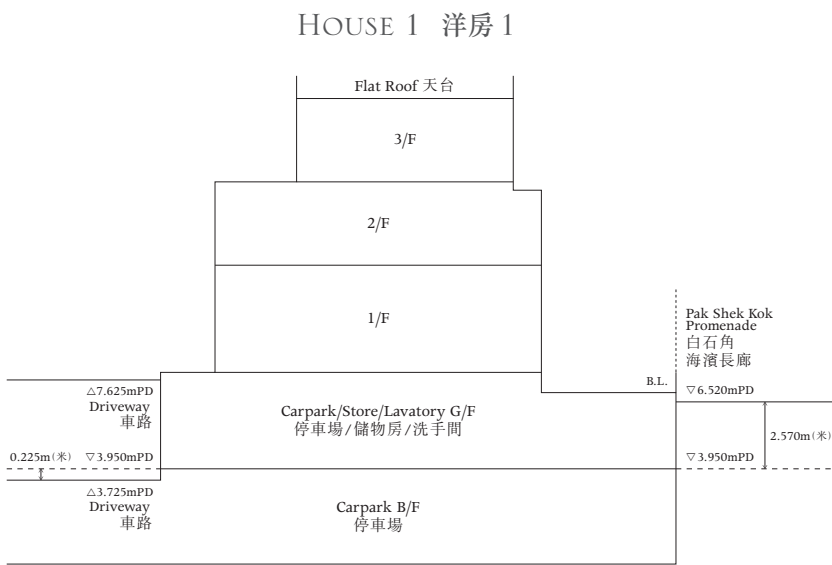 HOUSE 1 洋房 1
Flat Roof 天台
3/F
2/F
1/F
Pak Shek Kok
Promenade
白石角
海濱長廊
B.L.
△7.625mPD
Driveway
車路
▽6.520mPD
Carpark/Store/Lavatory G/F
停車場/儲物房/洗手間
2.570m(米)
0.225m(米)
▽3.950mPD
▽3.950mPD
△3.725mPD
Driveway
車路
Carpark B/F
停車場